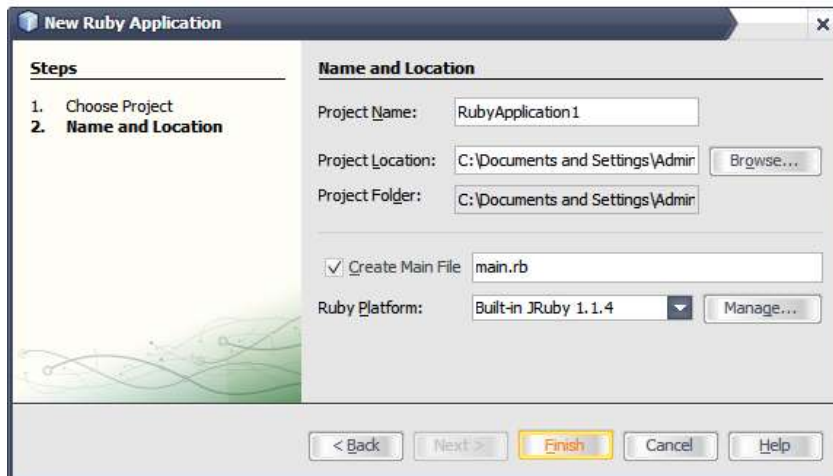 New Ruby Application
Steps
1. Choose Project
2. Name and Location
Name and Location
Project Name: RubyApplication1
Project Location: C:\Documents and Settings\Admin Browse...
Project Folder: C:\Documents and Settings\Admin
Create Main File main.rb
Ruby Platform: Built-in JRuby 1.1.4 Manage...
< Back Next > Finish Cancel Help